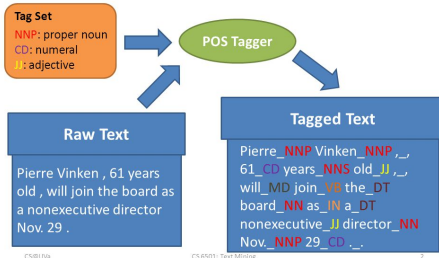 Tag Set
NNP: proper noun
CD: numeral
JJ: adjective
POS Tagger
Raw Text
Pierre Vinken , 61 years
old , will join the board as
a nonexecutive director
Nov. 29 .
Tagged Text
Pierre_NNP Vinken_NNP ,_,
61_CD years_NNS old_JJ ,_,
will_MD join_VB the_DT
board_NN as_IN a_DT
nonexecutive_JJ director_NN
Nov._NNP 29_CD ._.
CS@UVa
CS 6501: Text Mining
2